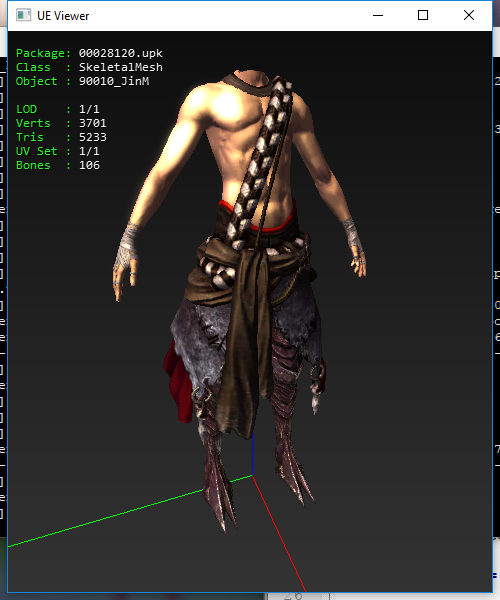 UE Viewer
Package: 00028120.upk
Class : SkeletalMesh
Object : 90010_JinM
LOD : 1/1
Verts : 3701
Tris : 5233
UV Set : 1/1
Bones : 106